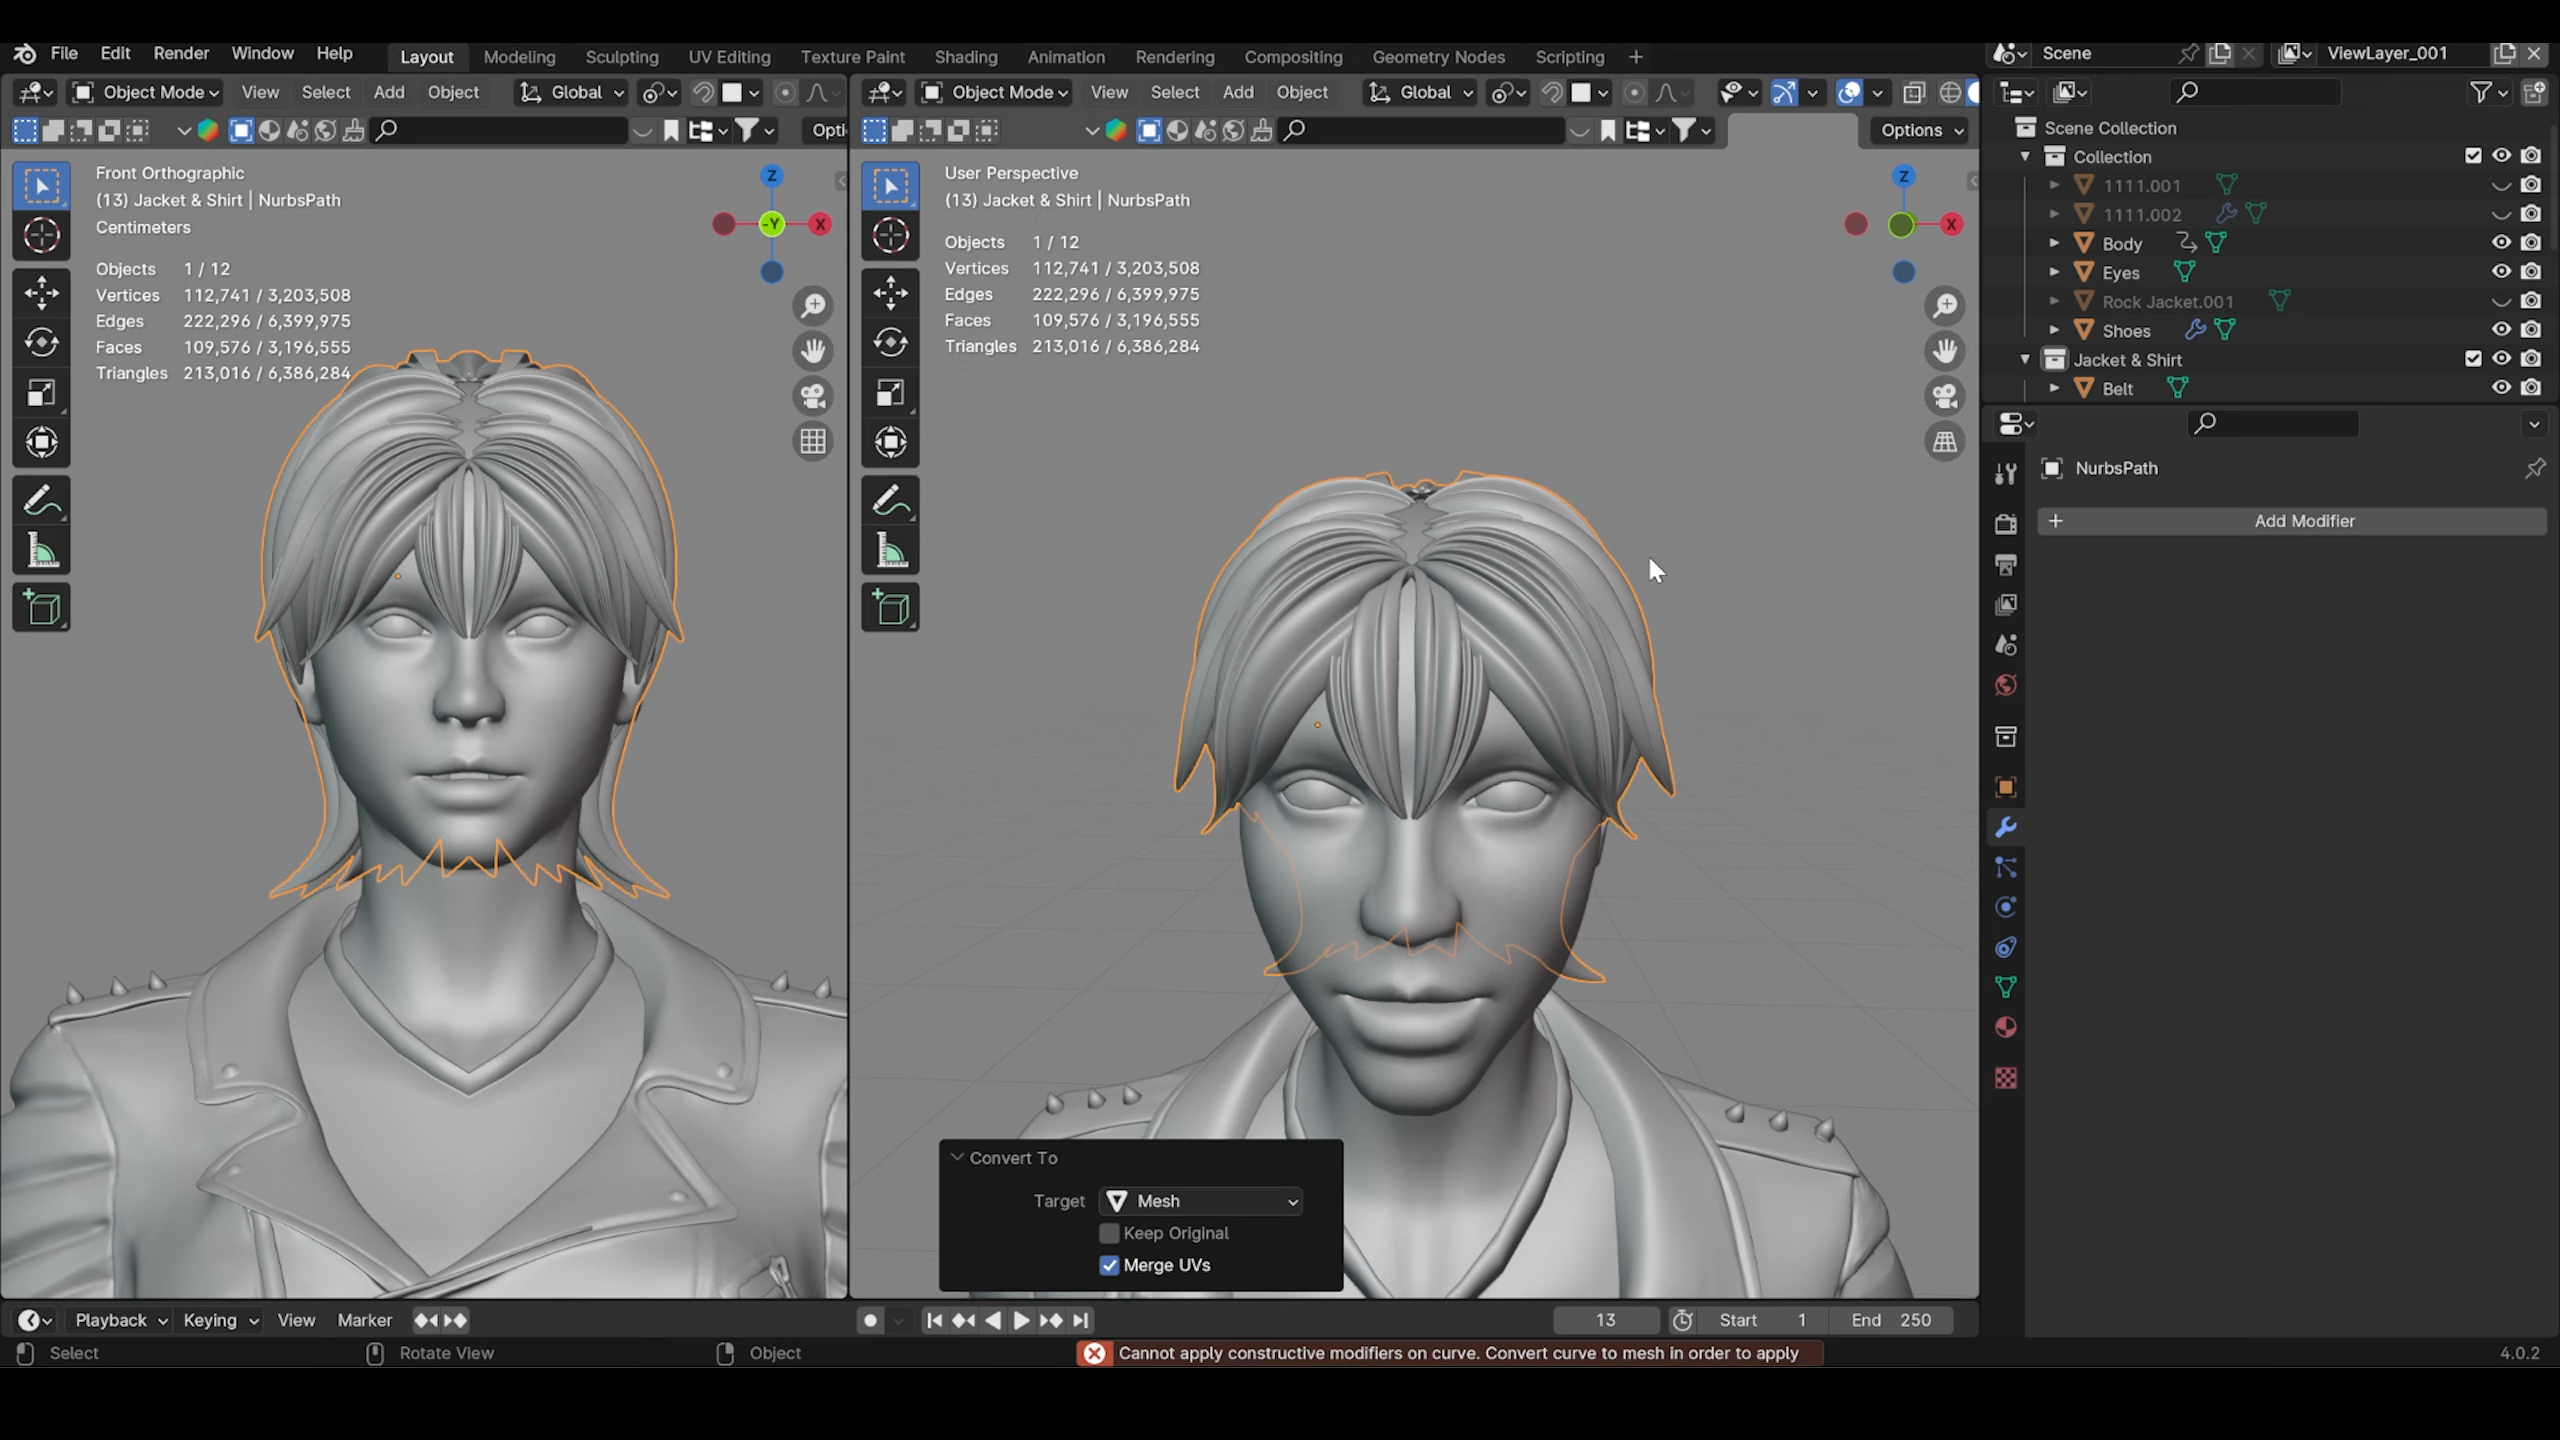 File Edit Render Window Help Layout Modeling Sculpting UV Editing Texture Paint Shading Animation Rendering Compositing Geometry Nodes Scripting + Scene ViewLayer_001
Object Mode View Select Add Object Global
Object Mode View Select Add Object Global
Opti
Options
Front Orthographic
(13) Jacket & Shirt | NurbsPath
Centimeters
Objects 1 / 12
Vertices 112,741 / 3,203,508
Edges 222,296 / 6,399,975
Faces 109,576 / 3,196,555
Triangles 213,016 / 6,386,284
Z
-Y
X
User Perspective
(13) Jacket & Shirt | NurbsPath
Objects 1 / 12
Vertices 112,741 / 3,203,508
Edges 222,296 / 6,399,975
Faces 109,576 / 3,196,555
Triangles 213,016 / 6,386,284
Z
X
Scene Collection
Collection
1111.001
1111.002
Body
Eyes
Rock Jacket.001
Shoes
Jacket & Shirt
Belt
NurbsPath
+ Add Modifier
Convert To
Target Mesh
Keep Original
Merge UVs
Playback Keying View Marker 13 Start 1 End 250
Select Rotate View Object Cannot apply constructive modifiers on curve. Convert curve to mesh in order to apply 4.0.2